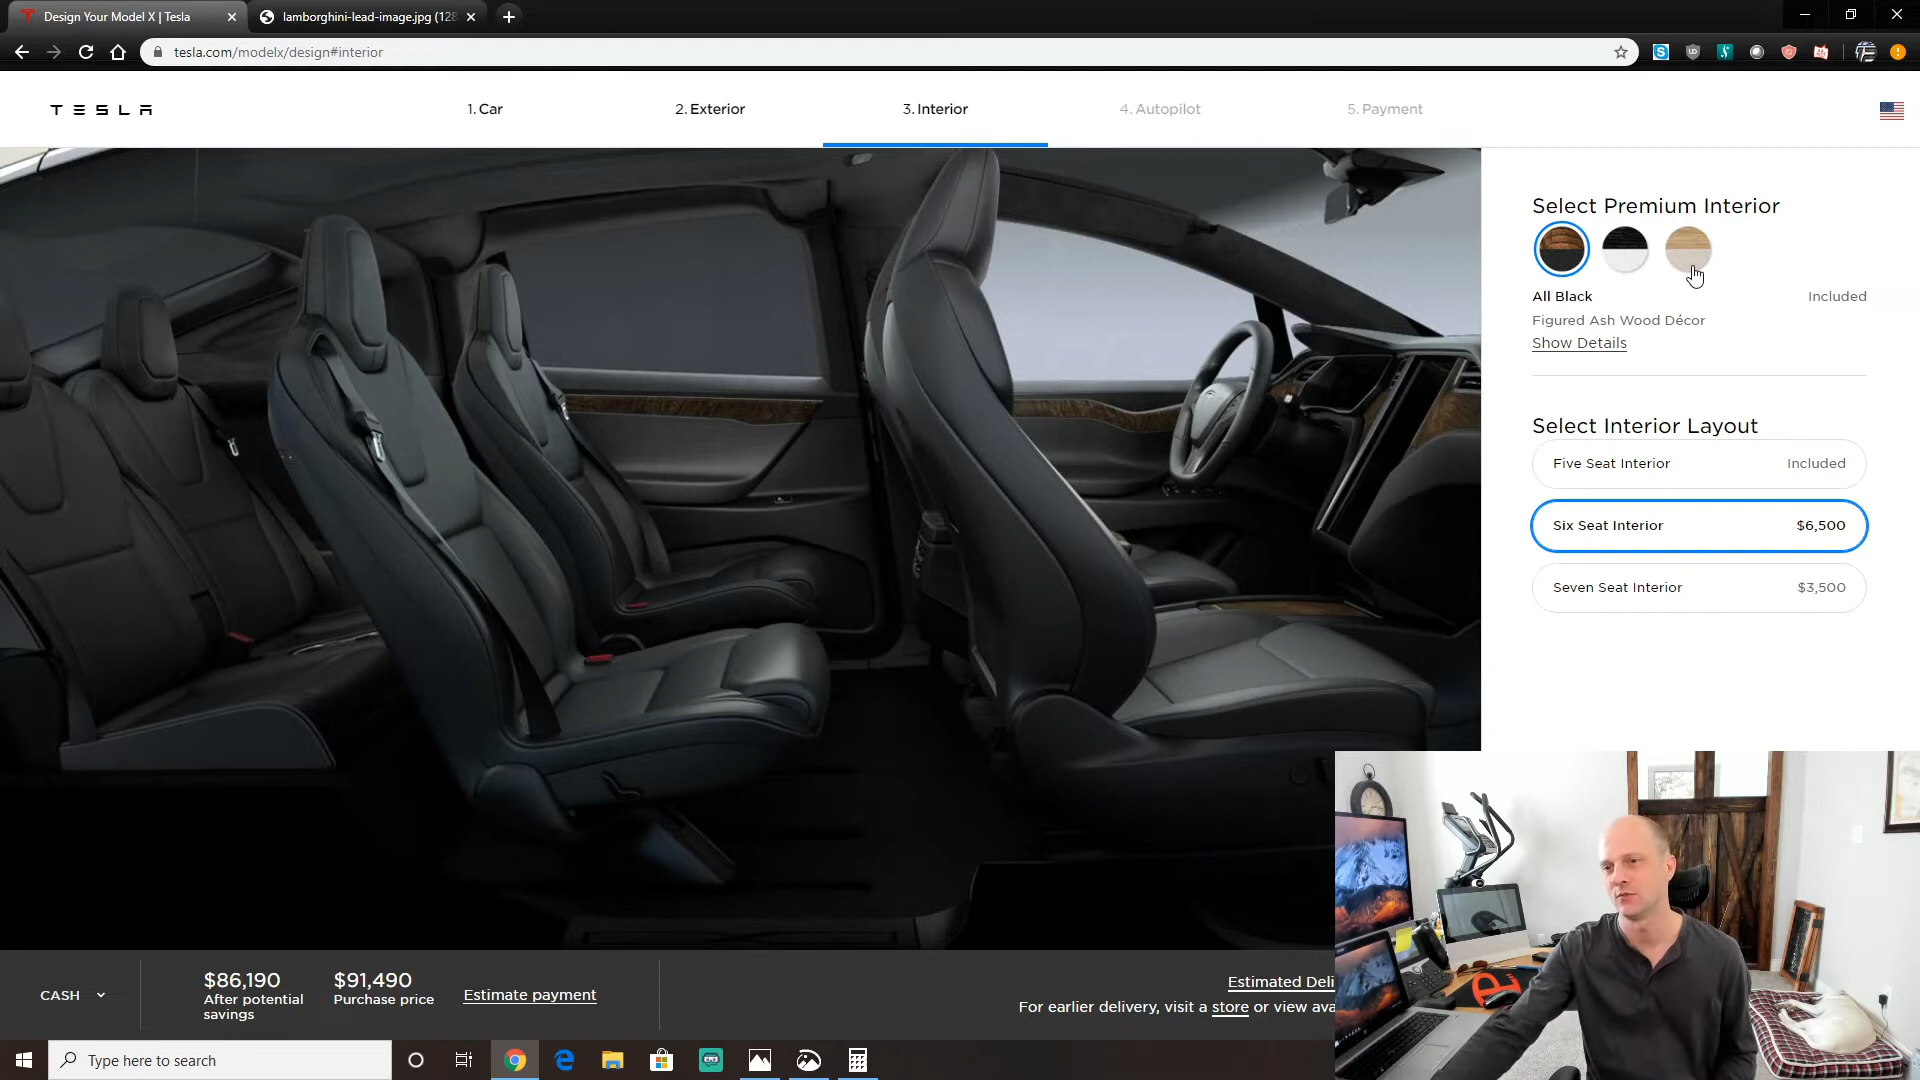 Design Your Model X | Tesla
lamborghini-lead-image.jpg (128
tesla.com/modelx/design#interior
TESLA
1. Car
2. Exterior
3. Interior
4. Autopilot
5. Payment
Select Premium Interior
All Black
Included
Figured Ash Wood Décor
Show Details
Select Interior Layout
Five Seat Interior
Included
Six Seat Interior
$6,500
Seven Seat Interior
$3,500
CASH
$86,190
After potential
savings
$91,490
Purchase price
Estimate payment
Estimated Deli
For earlier delivery, visit a store or view ava
Type here to search